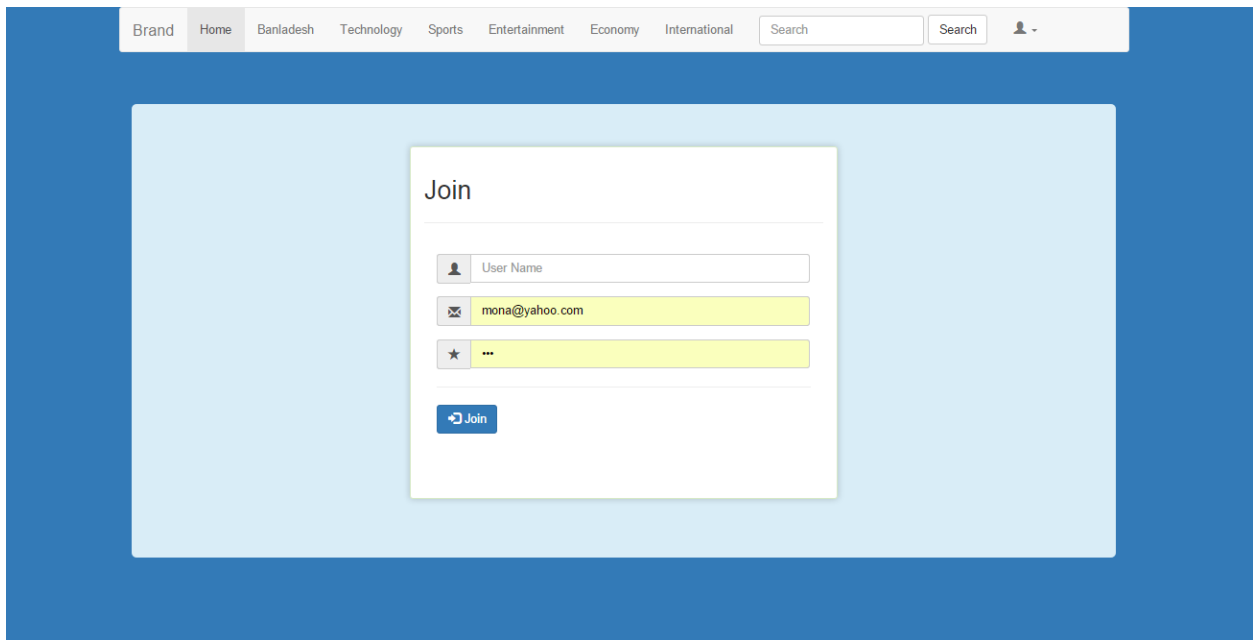 Brand Home Banladesh Technology Sports Entertainment Economy International Search Search
Join
User Name
mona@yahoo.com
•••
Join